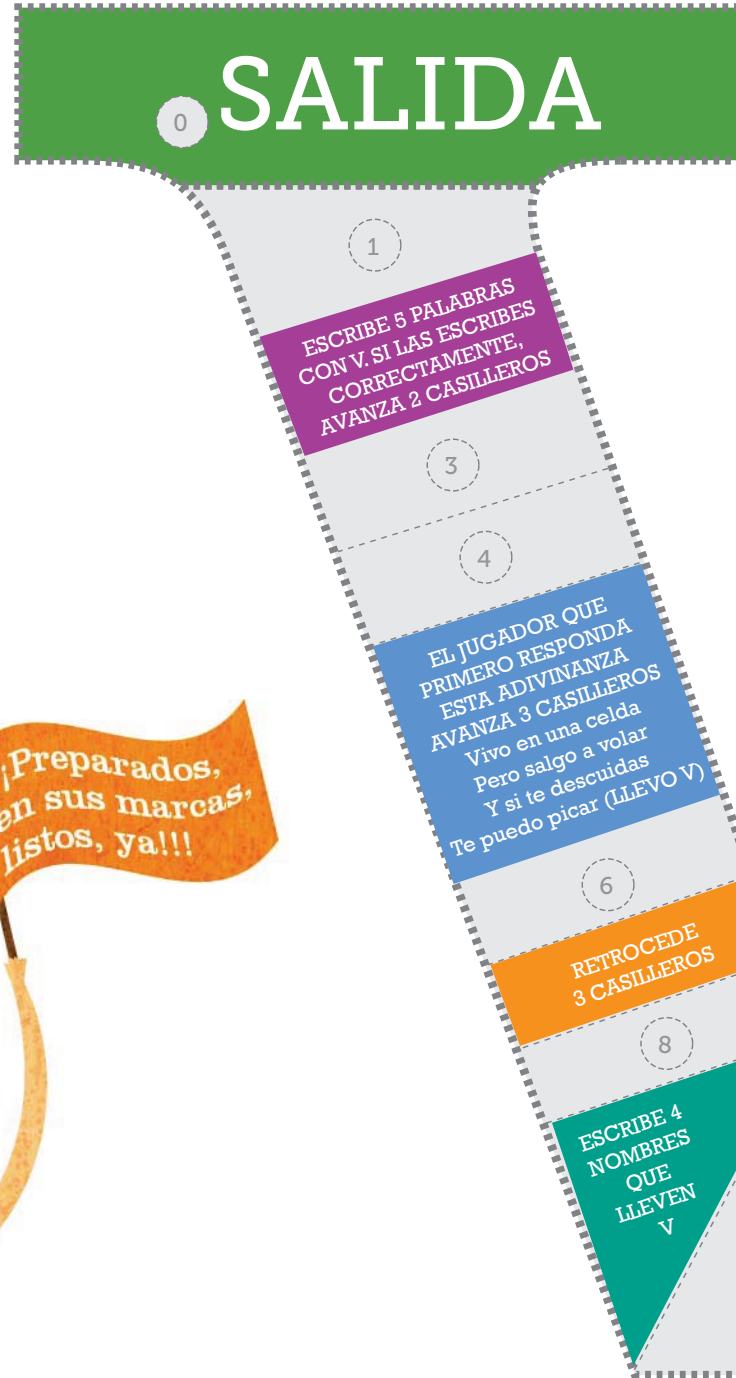 0 SALIDA
1
ESCRIBE 5 PALABRAS
CON V. SI LAS ESCRIBES
CORRECTAMENTE,
AVANZA 2 CASILLEROS
3
4
EL JUGADOR QUE
PRIMERO RESPONDA
ESTA ADIVINANZA
AVANZA 3 CASILLEROS
Vivo en una celda
Pero salgo a volar
Y si te descuidas
Te puedo picar (LLEVO V)
¡Preparados,
en sus marcas,
listos, ya!!!
6
RETROCEDE
3 CASILLEROS
8
ESCRIBE 4
NOMBRES
QUE
LLEVEN
V